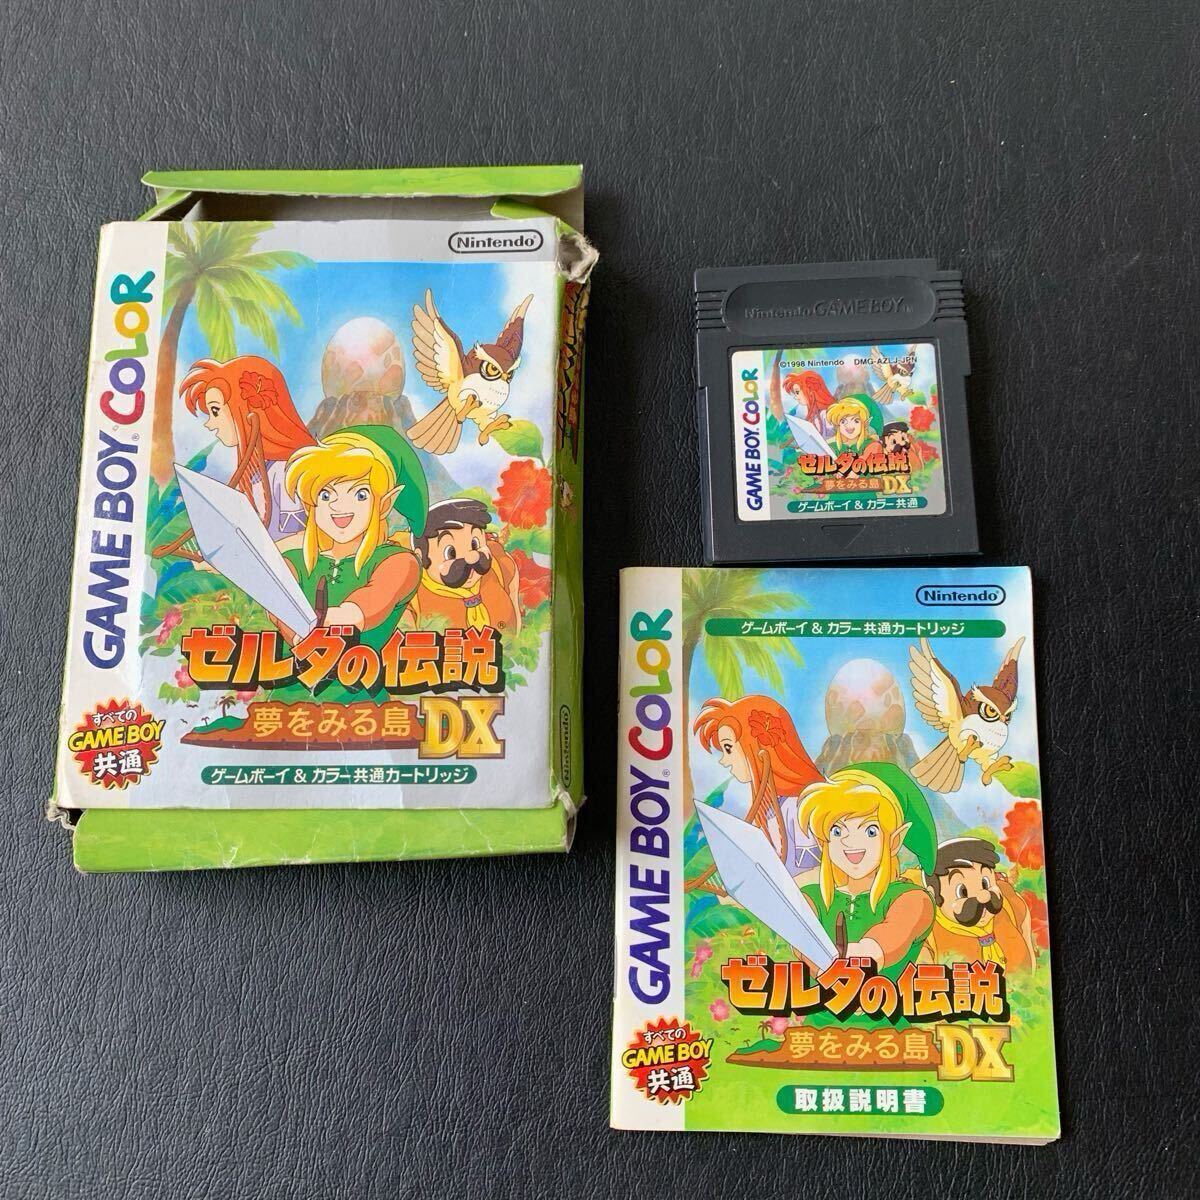 Nintendo
GAME BOY COLOR
ゼルダの伝説®
夢をみる島 DX
すべての
GAME BOY
共通
ゲームボーイ & カラー共通カートリッジ
Nintendo
Nintendo GAME BOY
©1998 Nintendo DMG-AZLJ-JPN
GAME BOY COLOR
ゼルダの伝説
夢をみる島 DX
ゲームボーイ & カラー共通
Nintendo
ゲームボーイ & カラー共通カートリッジ
GAME BOY COLOR
ゼルダの伝説®
夢をみる島 DX
すべての
GAME BOY
共通
取扱説明書